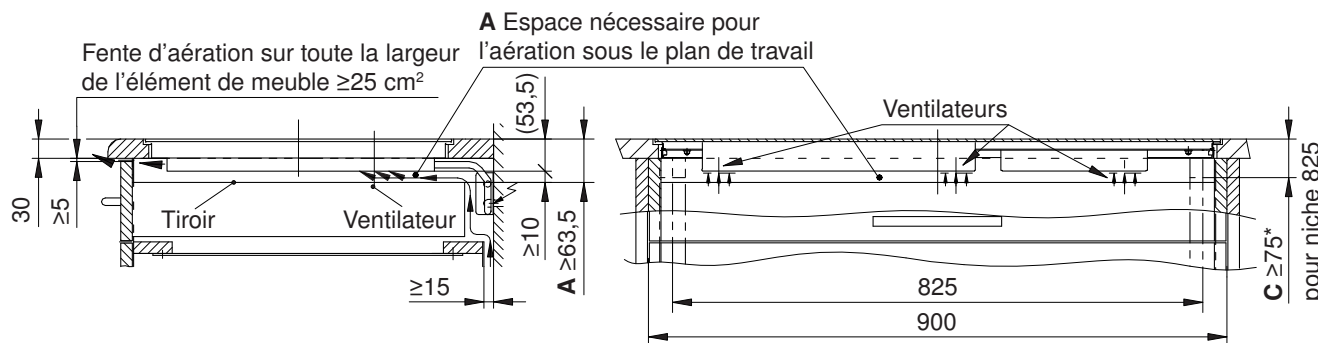 A Espace nécessaire pour
l'aération sous le plan de travail
Fente d'aération sur toute la largeur
de l'élément de meuble ≥25 cm²
(53,5)
Ventilateurs
30
≥5
Tiroir
Ventilateur
≥10
A ≥63,5
≥15
825
900
C ≥75*
pour niche 825